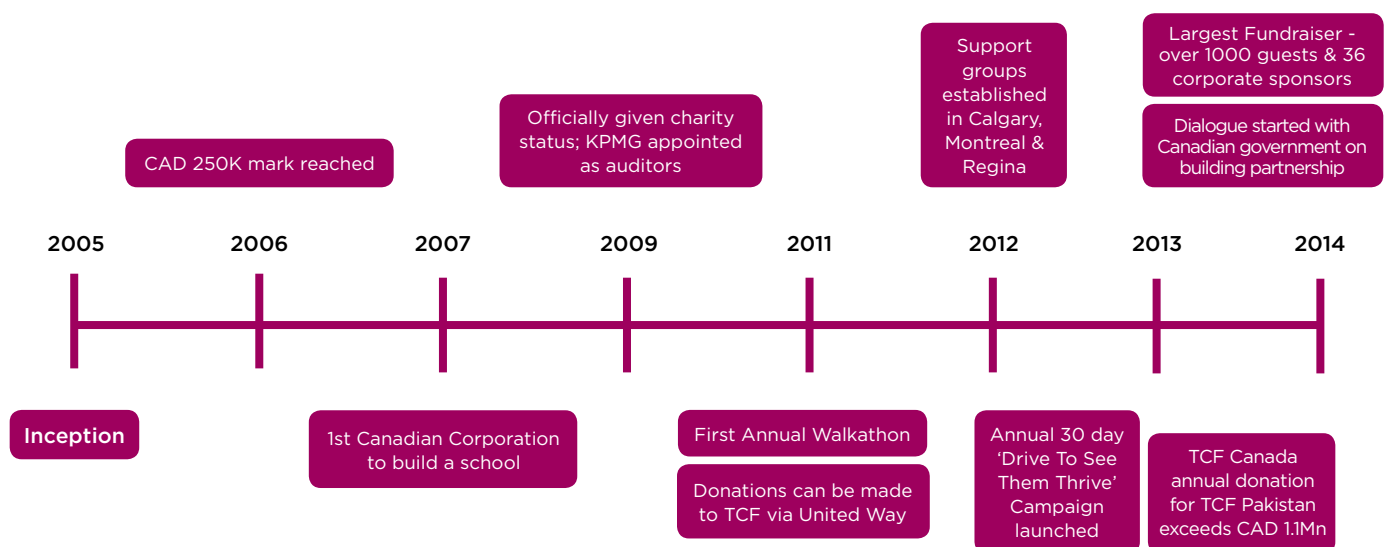 Support
groups
established
in Calgary,
Montreal &
Regina
Largest Fundraiser -
over 1000 guests & 36
corporate sponsors
Officially given charity
status; KPMG appointed
as auditors
CAD 250K mark reached
Dialogue started with
Canadian government on
building partnership
2005 2006 2007 2009 2011 2012 2013 2014
Inception
1st Canadian Corporation
to build a school
First Annual Walkathon
Donations can be made
to TCF via United Way
Annual 30 day
‘Drive To See
Them Thrive’
Campaign
launched
TCF Canada
annual donation
for TCF Pakistan
exceeds CAD 1.1Mn